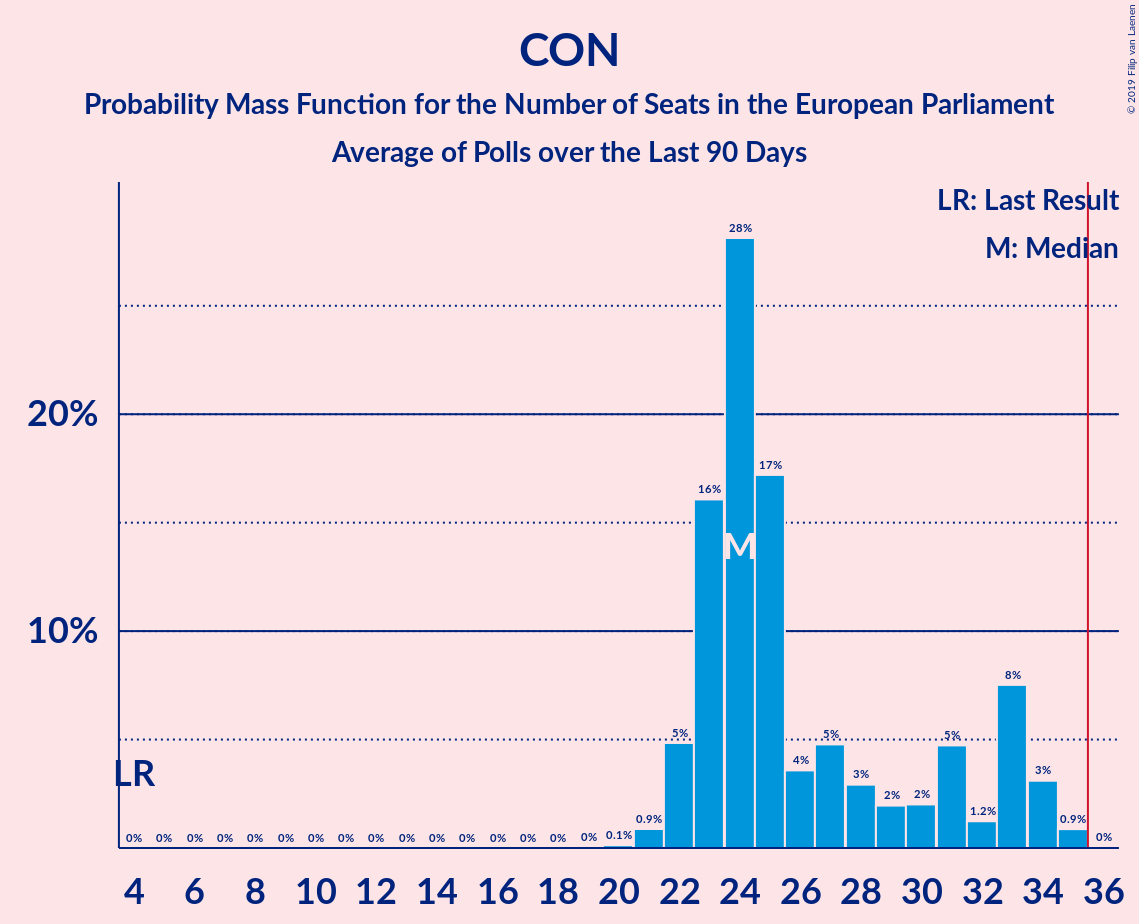 CON
Probability Mass Function for the Number of Seats in the European Parliament
Average of Polls over the Last 90 Days
© 2019 Filip van Laenen
LR: Last Result
M: Median
28%
20%
17%
16%
M
10%
8%
5%
5%
5%
4%
3%
3%
2%
2%
1.2%
0.9%
0.9%
LR
0% 0% 0% 0% 0% 0% 0% 0% 0% 0% 0% 0% 0% 0% 0% 0% 0.1% 0%
4 6 8 10 12 14 16 18 20 22 24 26 28 30 32 34 36